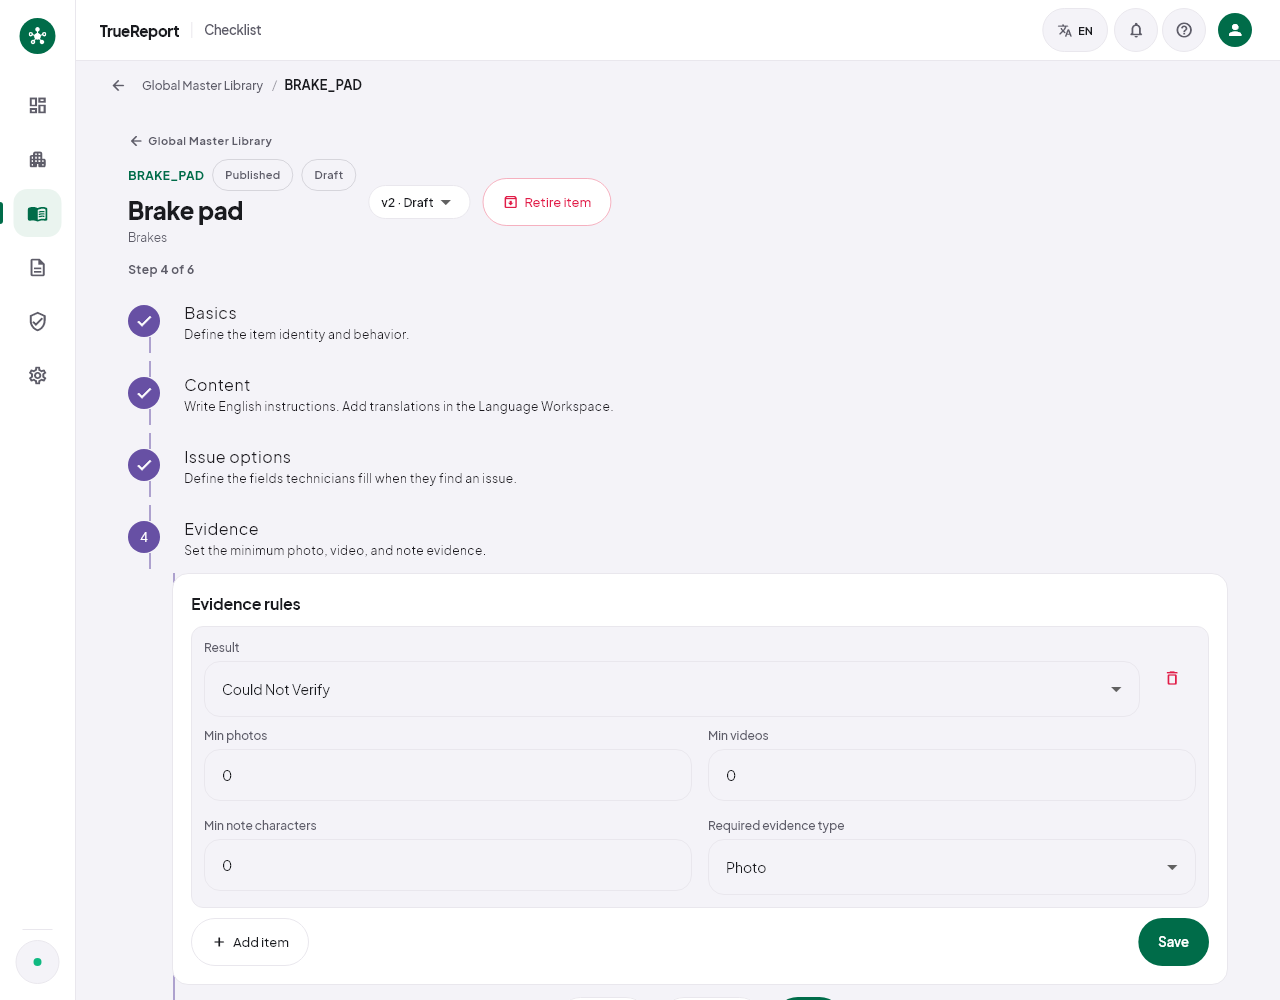 TrueReport
Checklist
EN
Global Master Library / BRAKE_PAD
Global Master Library
BRAKE_PAD
Published
Draft
Brake pad
Brakes
v2 · Draft
Retire item
Step 4 of 6
Basics
Define the item identity and behavior.
Content
Write English instructions. Add translations in the Language Workspace.
Issue options
Define the fields technicians fill when they find an issue.
4
Evidence
Set the minimum photo, video, and note evidence.
Evidence rules
Result
Could Not Verify
Min photos
Min videos
0
0
Min note characters
Required evidence type
0
Photo
Add item
Save